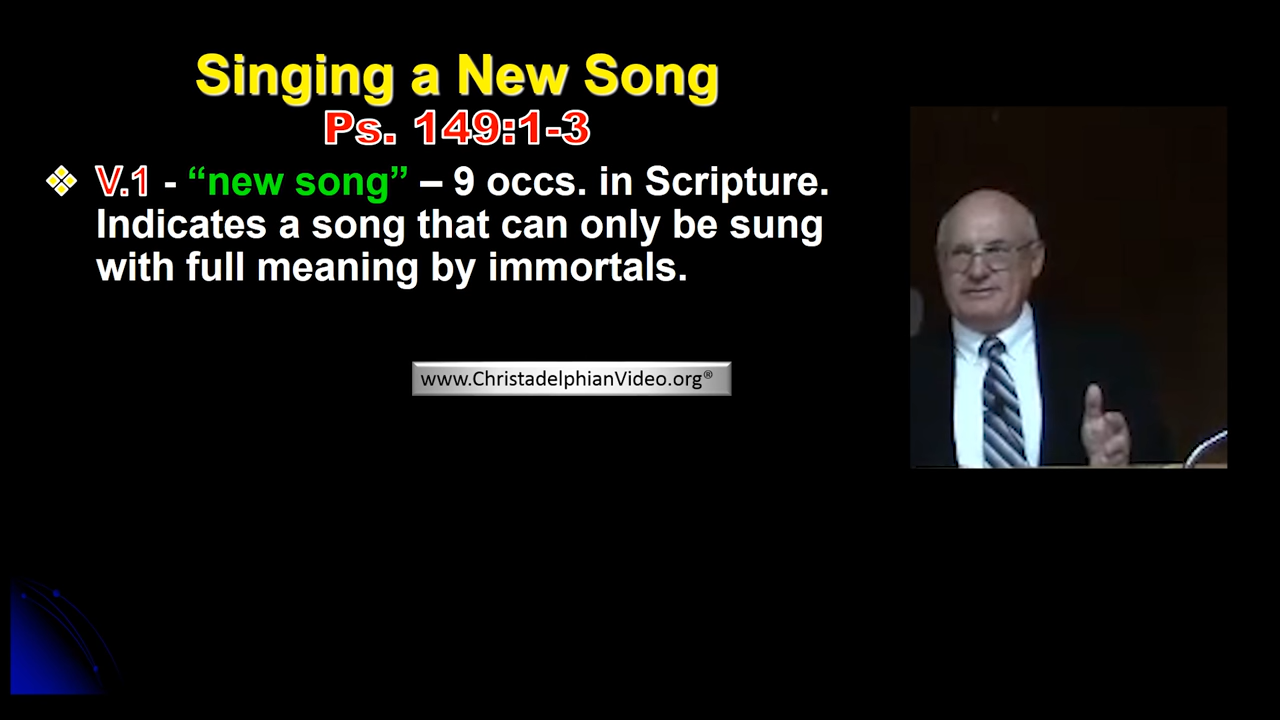 Singing a New Song
Ps. 149:1-3
V.1 - “new song” – 9 occs. in Scripture.
Indicates a song that can only be sung
with full meaning by immortals.
www.ChristadelphianVideo.org®